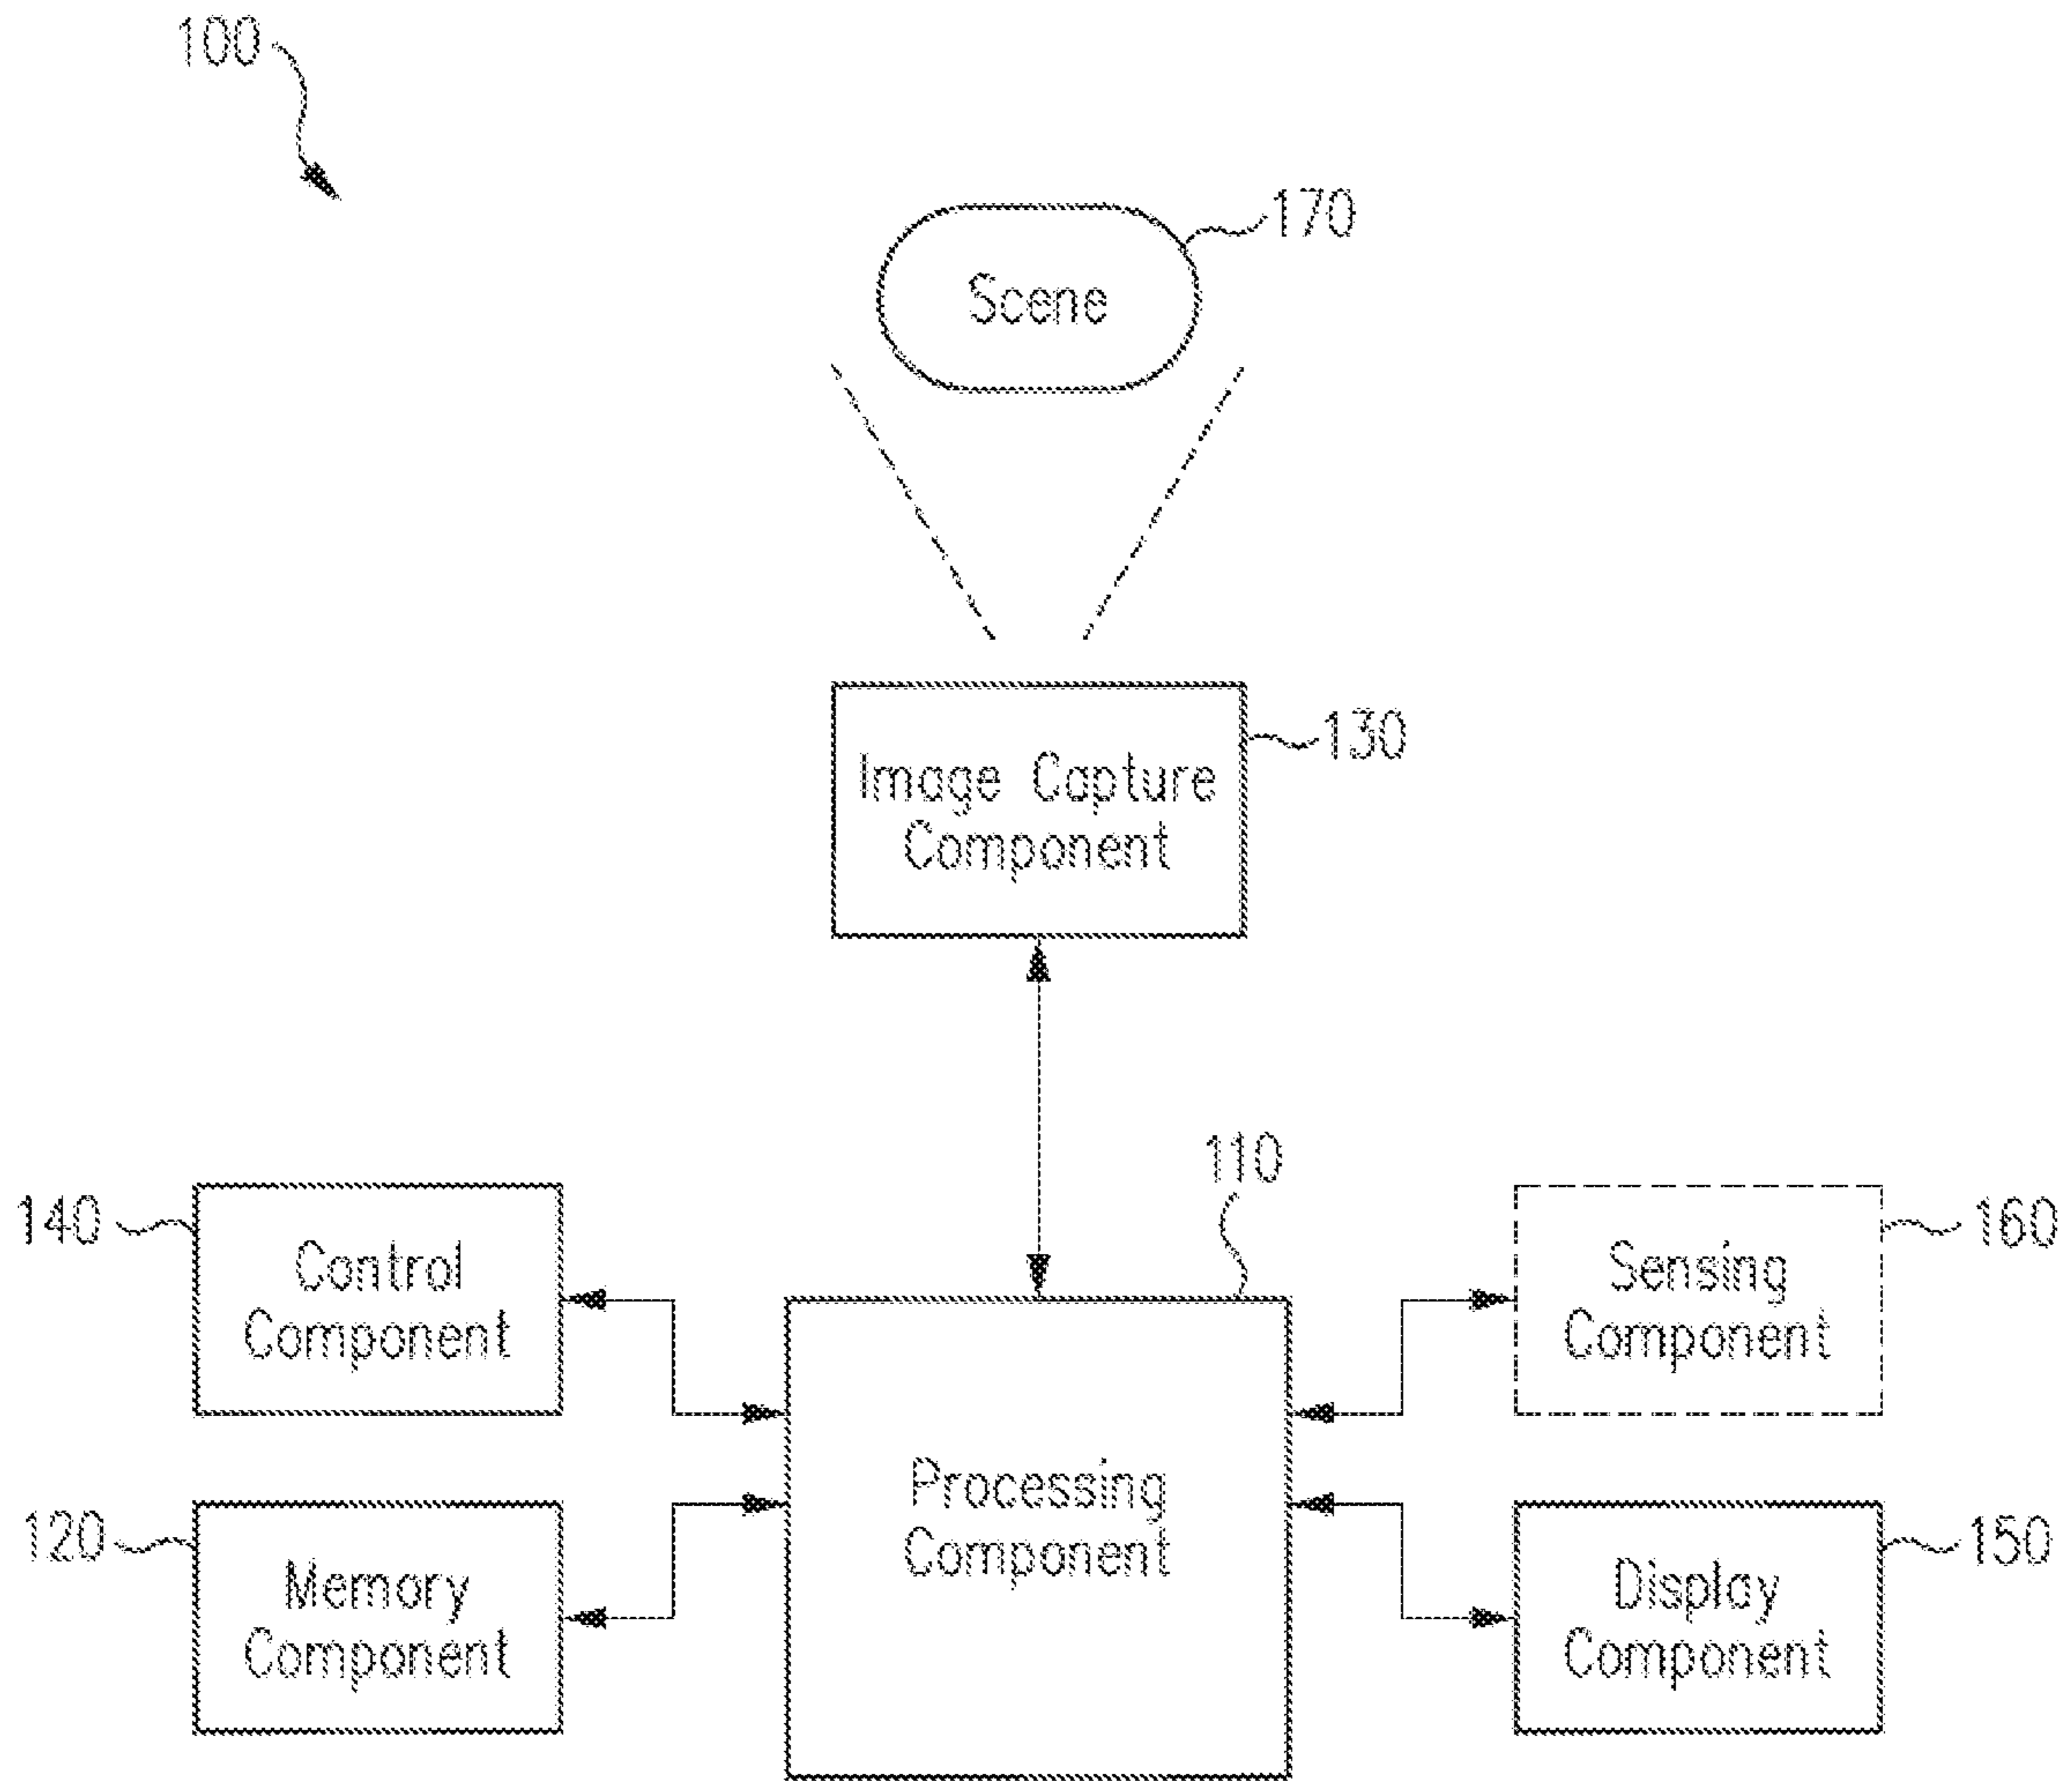 100
170
Scene
130
Image Capture
Component
110
140
Control
Component
160
Sensing
Component
Processing
Component
120
Memory
Component
150
Display
Component